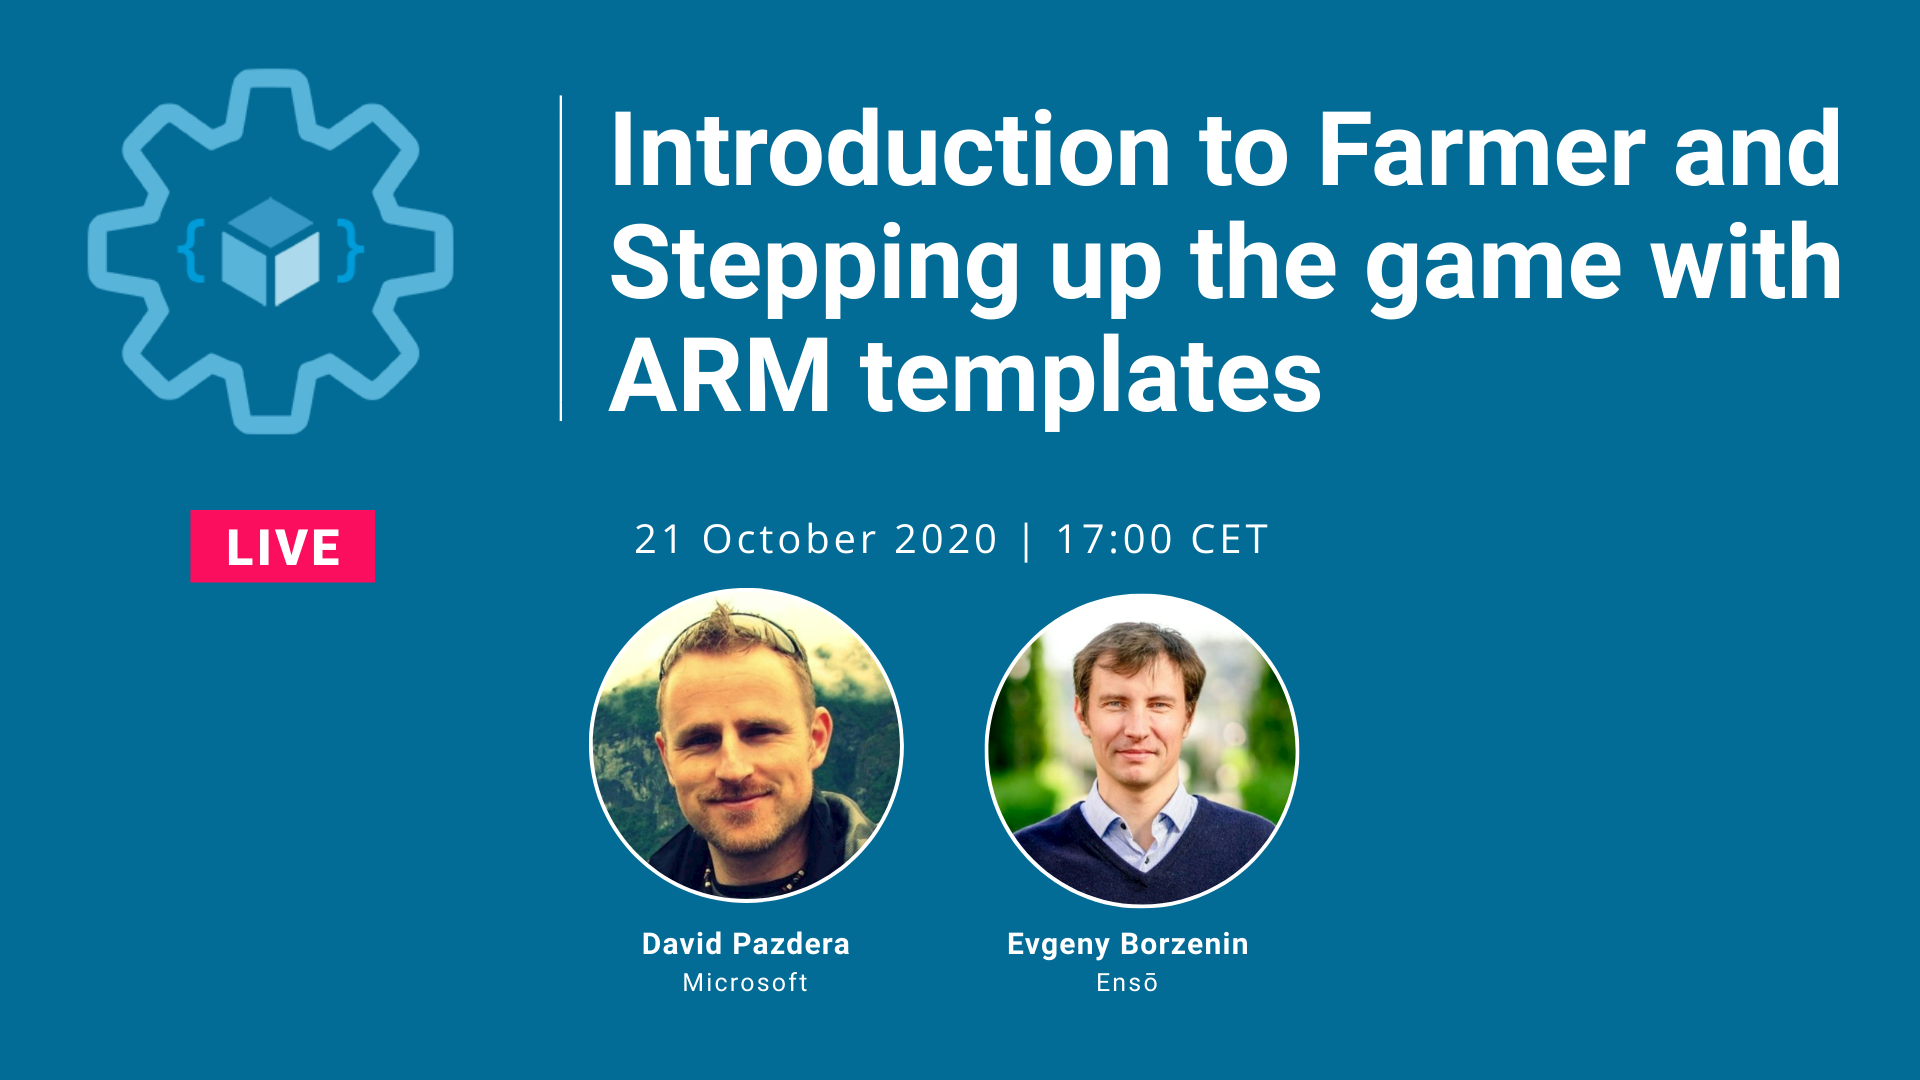 Introduction to Farmer and
Stepping up the game with
ARM templates
LIVE
21 October 2020 | 17:00 CET
David Pazdera
Microsoft
Evgeny Borzenin
Ensō